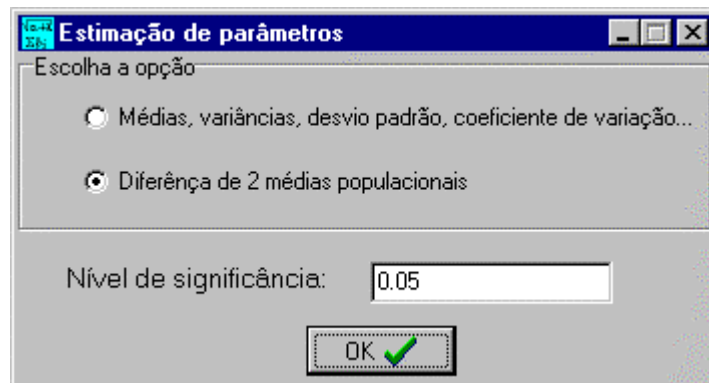 Estimação de parâmetros
Escolha a opção
Médias, variâncias, desvio padrão, coeficiente de variação...
Diferênça de 2 médias populacionais
Nível de significância:
0.05
OK